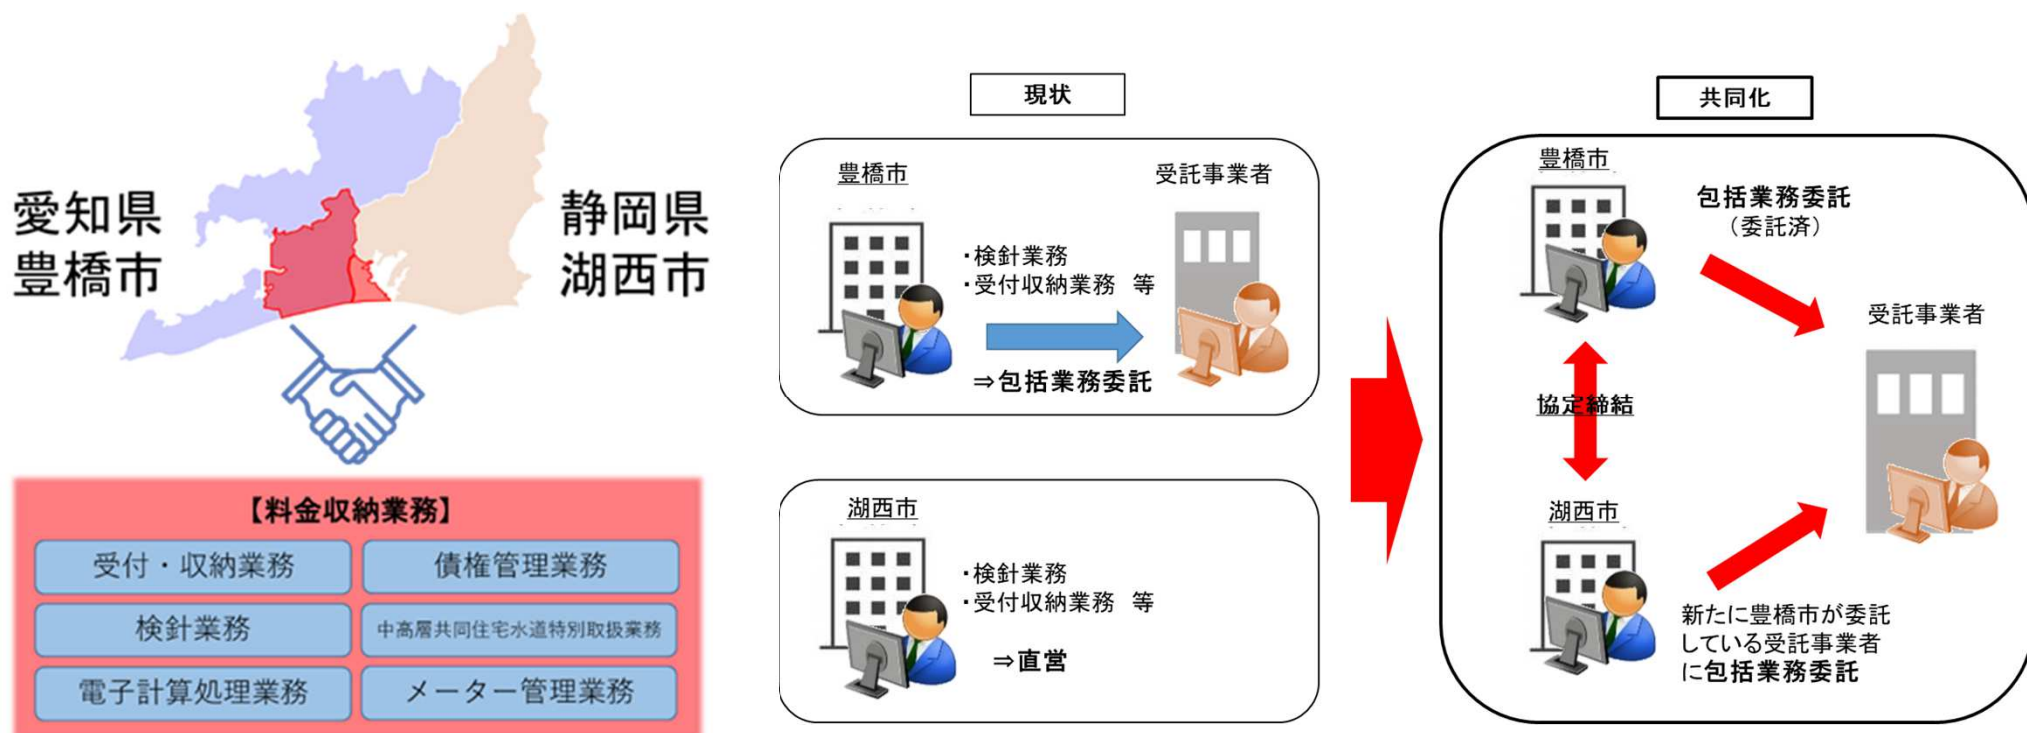 愛知県
豊橋市
静岡県
湖西市
【料金収納業務】
受付・収納業務
債権管理業務
検針業務
中高層共同住宅水道特別取扱業務
電子計算処理業務
メーター管理業務
現状
豊橋市
受託事業者
・検針業務
・受付収納業務 等
⇒包括業務委託
湖西市
・検針業務
・受付収納業務 等
⇒直営
共同化
豊橋市
包括業務委託
（委託済）
受託事業者
協定締結
湖西市
新たに豊橋市が委託
している受託事業者
に包括業務委託